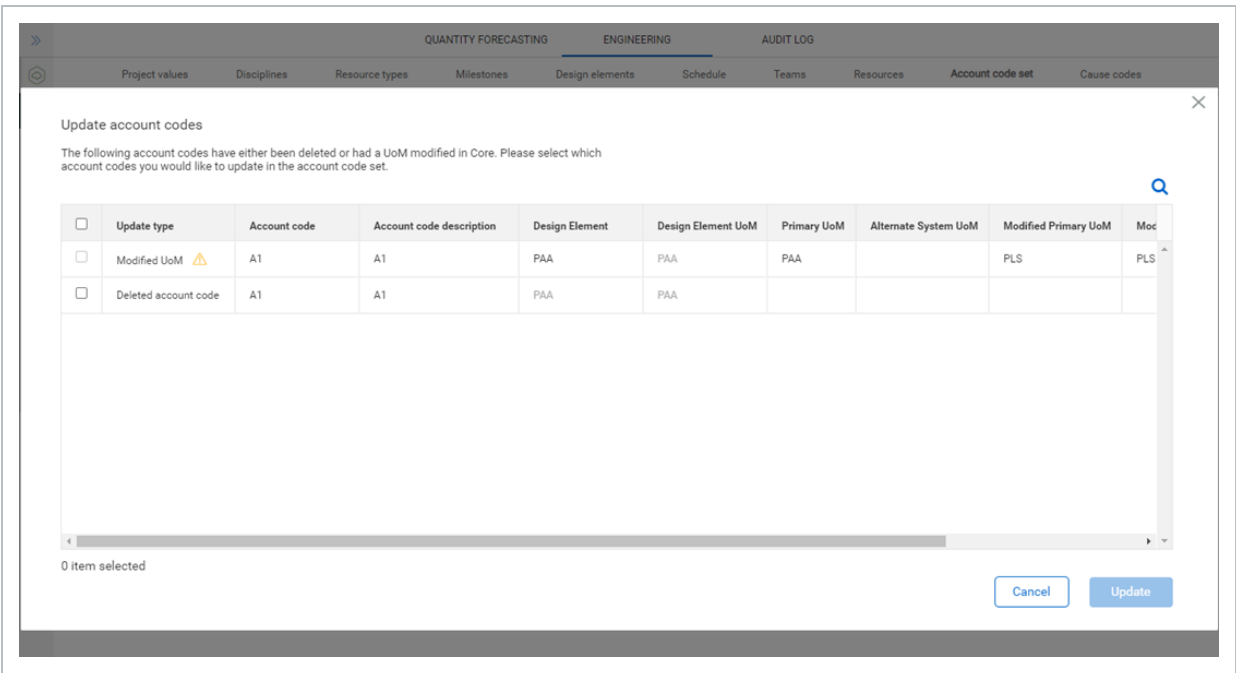 QUANTITY FORECASTING ENGINEERING AUDIT LOG
Project values Disciplines Resource types Milestones Design elements Schedule Teams Resources Account code set Cause codes
Update account codes
The following account codes have either been deleted or had a UoM modified in Core. Please select which
account codes you would like to update in the account code set.
Update type Account code Account code description Design Element Design Element UoM Primary UoM Alternate System UoM Modified Primary UoM Mod
Modified UoM A1 A1 PAA PAA PAA PLS PLS
Deleted account code A1 A1 PAA PAA
0 item selected
Cancel Update